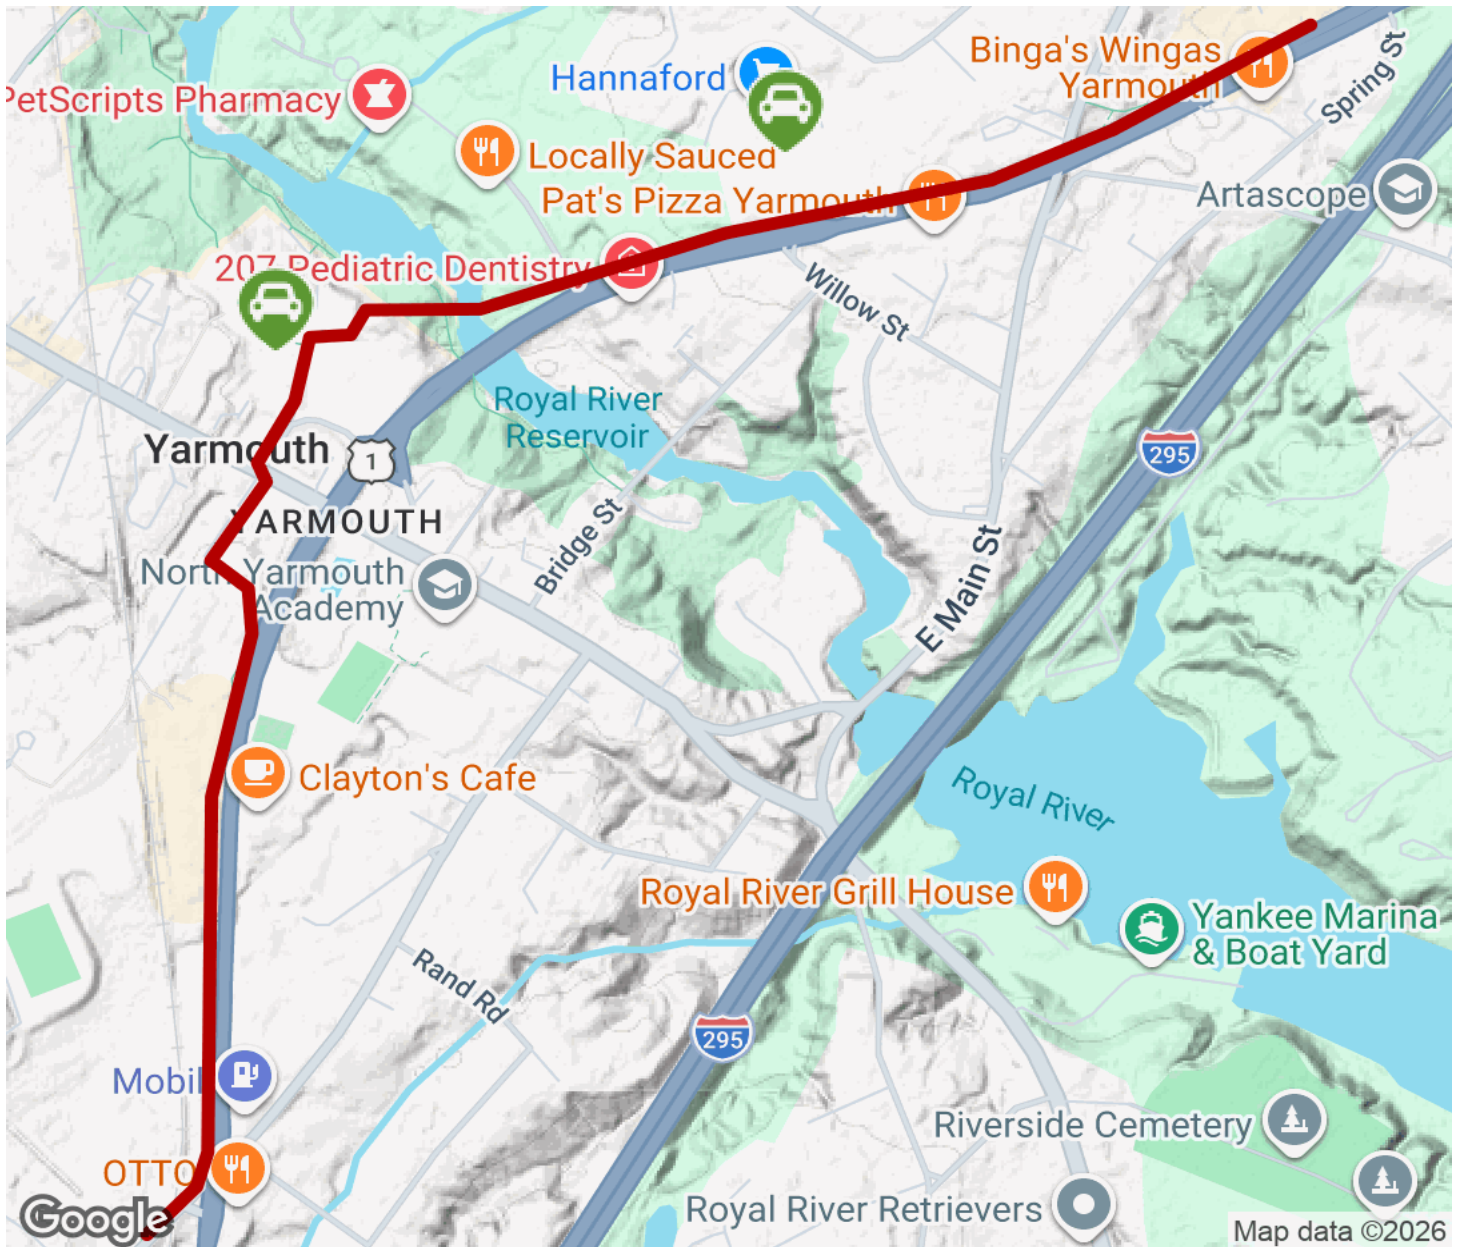 Binga's Wingas
Yarmouth
Hannaford
Spring St
PetScripts Pharmacy
Locally Sauced
Pat's Pizza Yarmouth
Artascope
207 Pediatric Dentistry
Willow St
Royal River
Reservoir
Yarmouth
1
295
YARMOUTH
Bridge St
North Yarmouth
Academy
E Main St
Clayton's Cafe
Royal River
Royal River Grill House
Yankee Marina
& Boat Yard
Rand Rd
295
Mobil
Riverside Cemetery
OTTO
Royal River Retrievers
Google
Map data ©2026